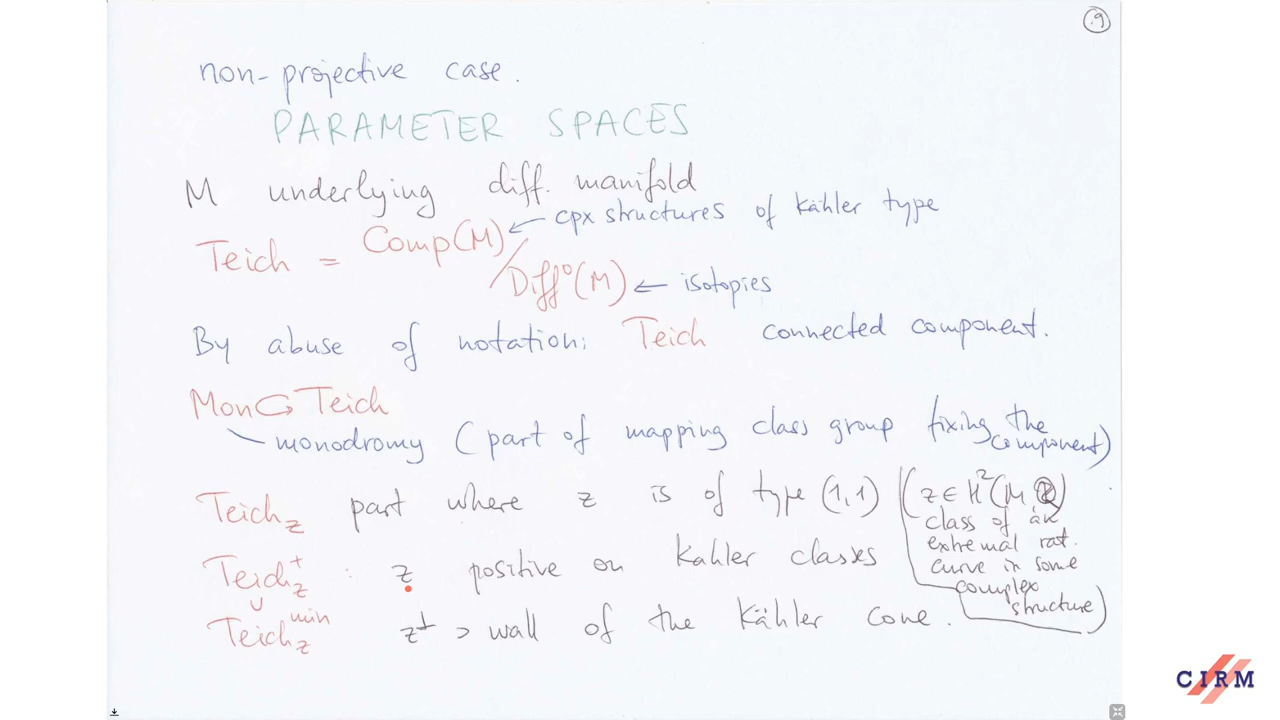 9
non-projective case.
PARAMETER SPACES
M underlying diff. manifold
Teich = Comp(M) / Diff°(M)
← cpx structures of Kähler type
← isotopies
By abuse of notation: Teich connected component.
Mon G Teich
monodromy (part of mapping class group fixing the component)
Teich_z part where z is of type (1,1)
(z ∈ H²(M,Q)
class of an
extremal rat.
curve in some
complex
structure)
Teich_z^+ : z positive on Kahler classes
∪
Teich_z^min z^⊥ ⊃ wall of the Kähler cone.
CIRM